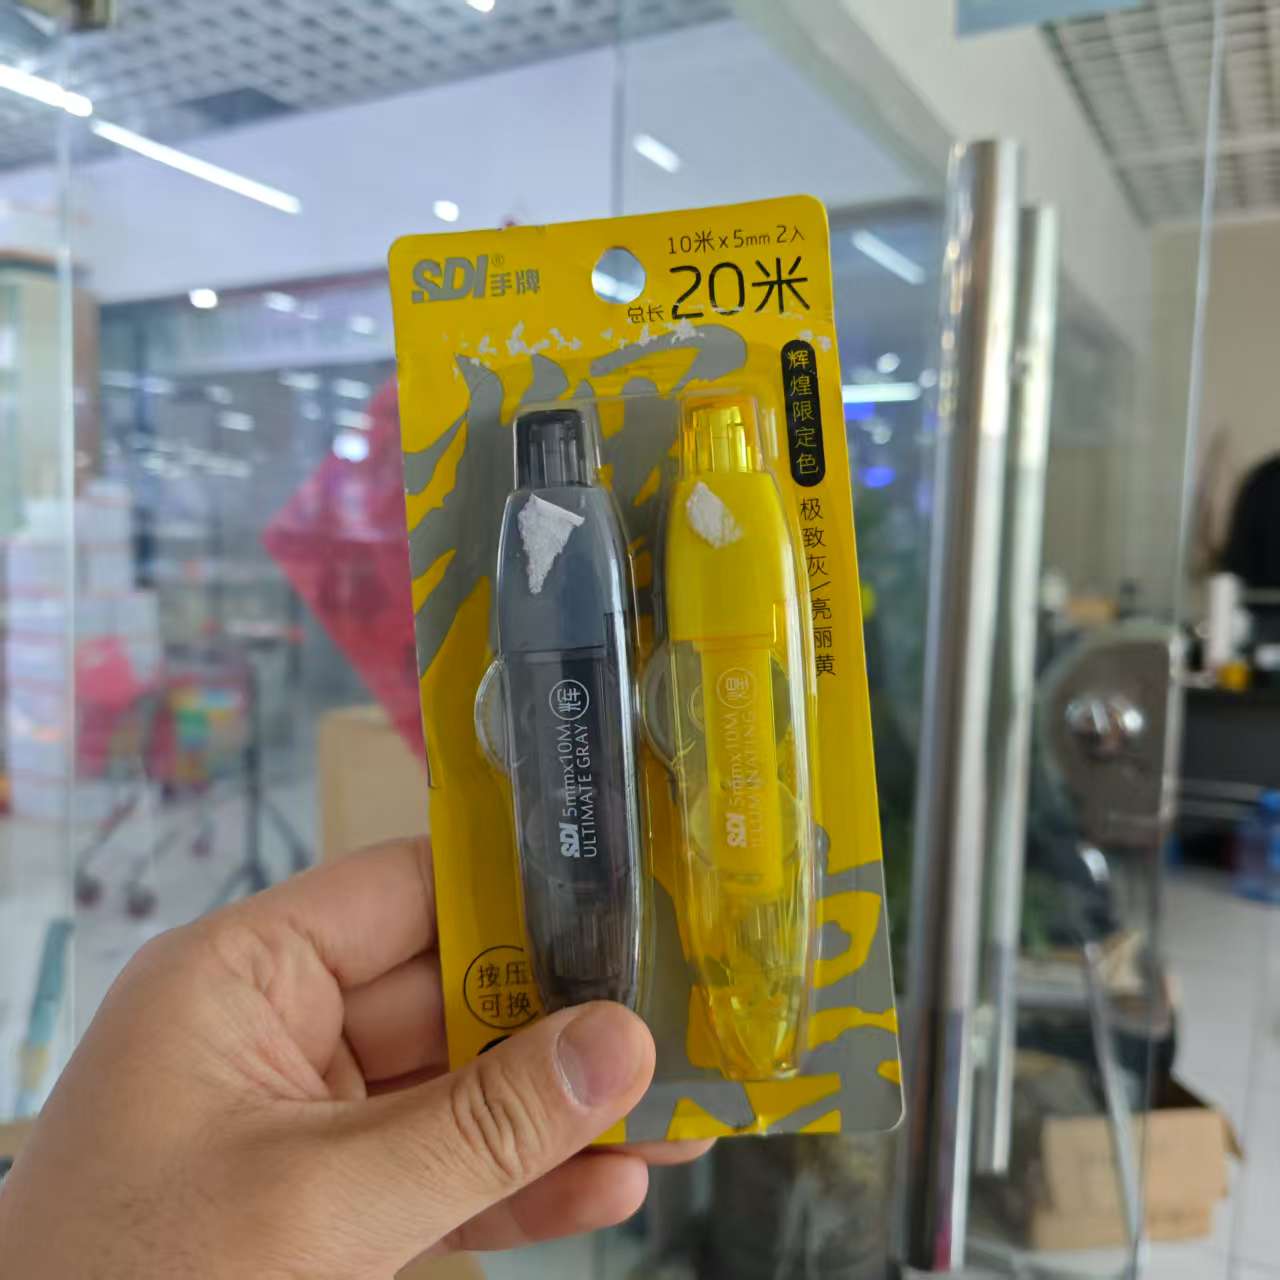 SDI® 手牌
10米x5mm 2入
总长 20米
辉煌限定色
极致灰/亮丽黄
SDI 5mmx10M 辉
ULTIMATE GRAY
SDI 5mmx10M
ILLUMINATING
按压
可换